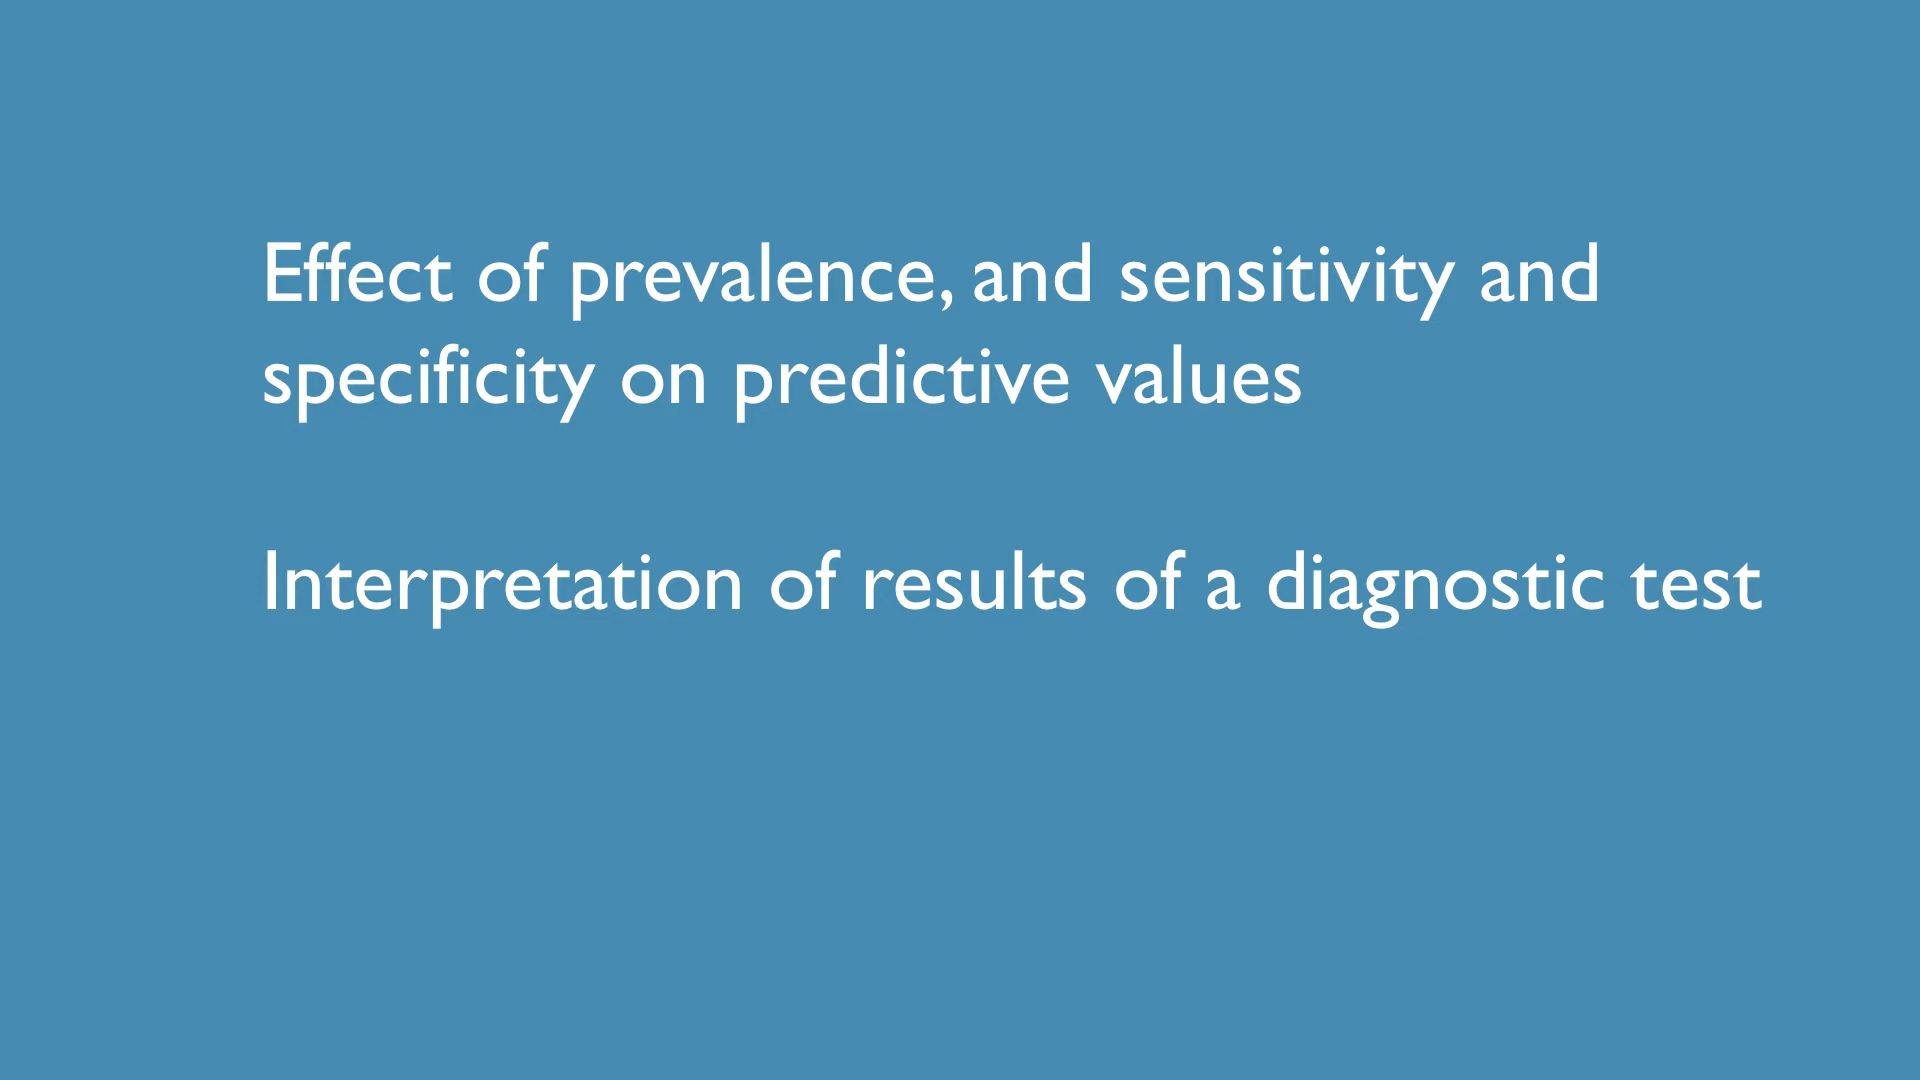 Effect of prevalence, and sensitivity and
specificity on predictive values
Interpretation of results of a diagnostic test